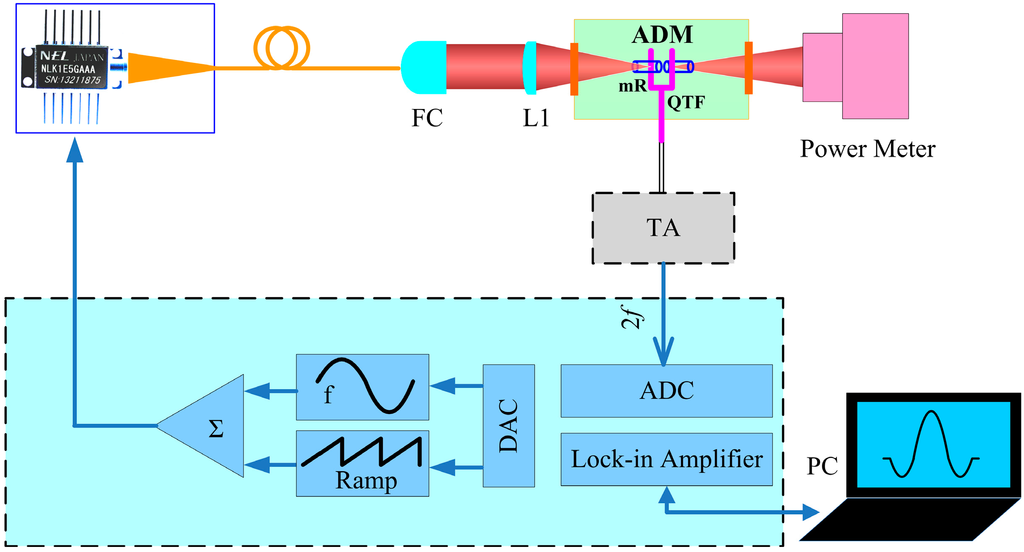 NEL JAPAN
NLK1E5GAAA
SN:13211875
FC
L1
ADM
mR
QTF
Power Meter
TA
2f
f
Ramp
Σ
DAC
ADC
Lock-in Amplifier
PC